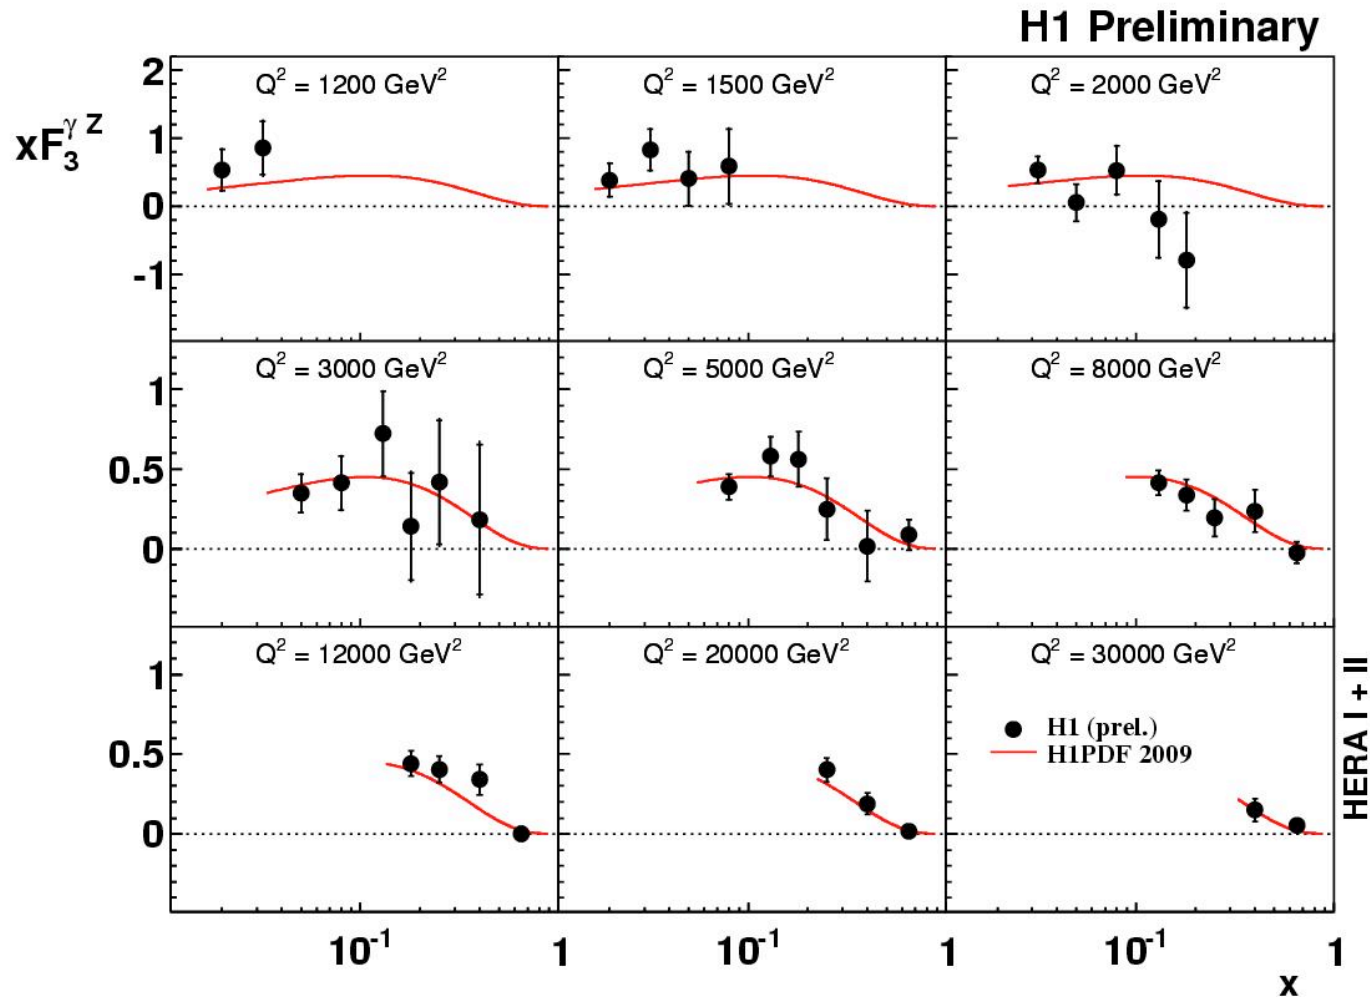 H1 Preliminary
xF₃^γZ
Q² = 1200 GeV²
Q² = 1500 GeV²
Q² = 2000 GeV²
2
1
0
-1
Q² = 3000 GeV²
Q² = 5000 GeV²
Q² = 8000 GeV²
1
0.5
0
Q² = 12000 GeV²
Q² = 20000 GeV²
Q² = 30000 GeV²
1
0.5
0
H1 (prel.)
H1PDF 2009
HERA I + II
10⁻¹
1
10⁻¹
1
10⁻¹
1
x